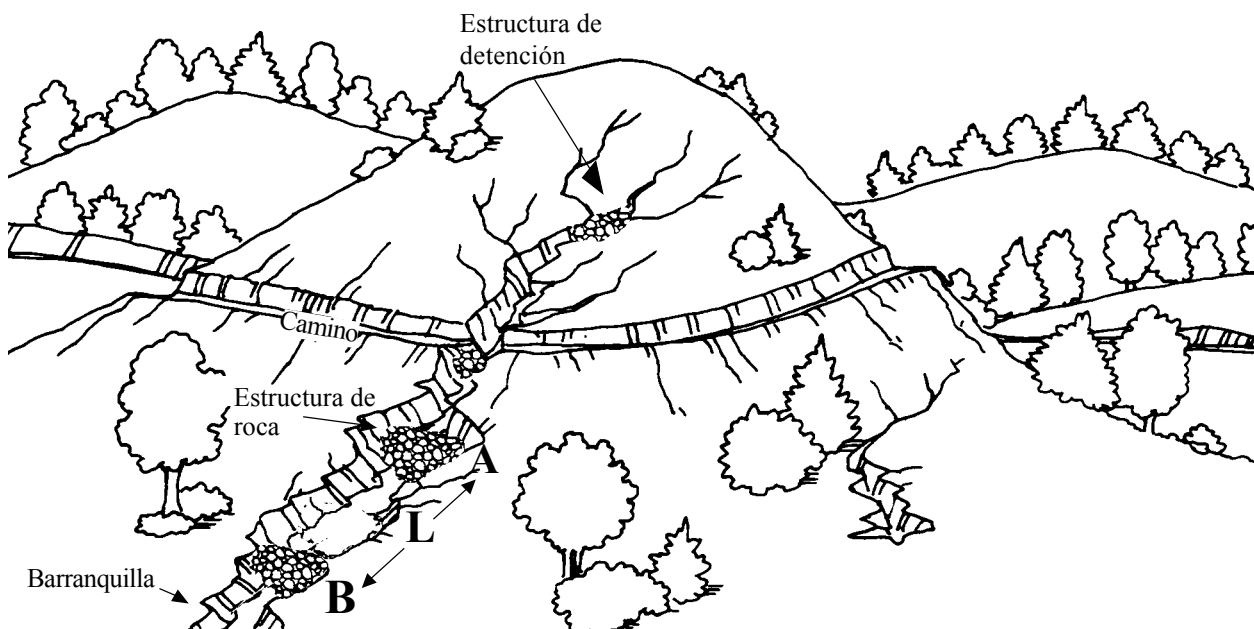 Estructura de
detención
Camino
Estructura de
roca
A
L
B
Barranquilla